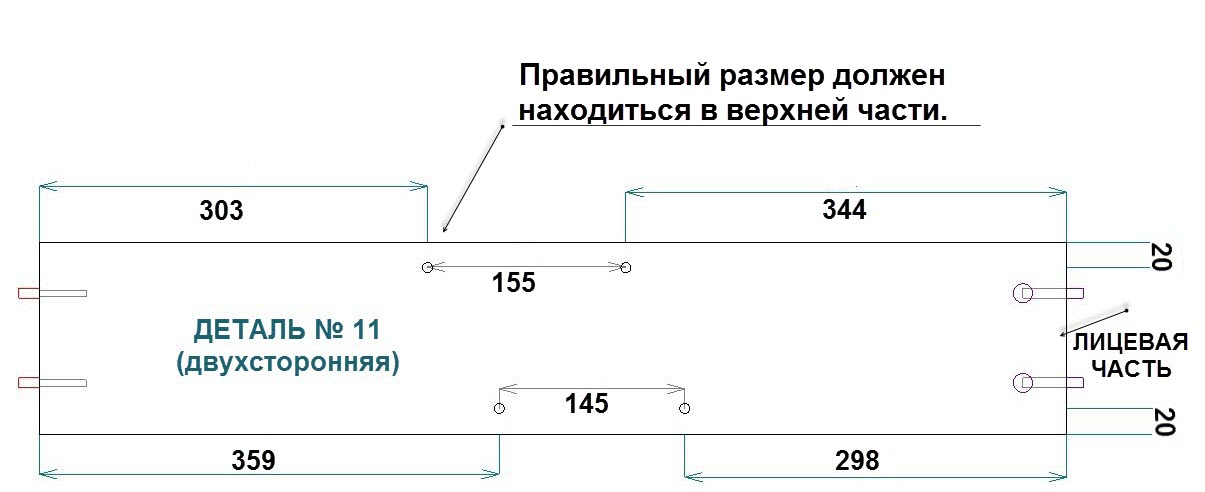 Правильный размер должен
находиться в верхней части.
303
344
20
155
ДЕТАЛЬ № 11
(двухсторонняя)
ЛИЦЕВАЯ
ЧАСТЬ
145
20
359
298